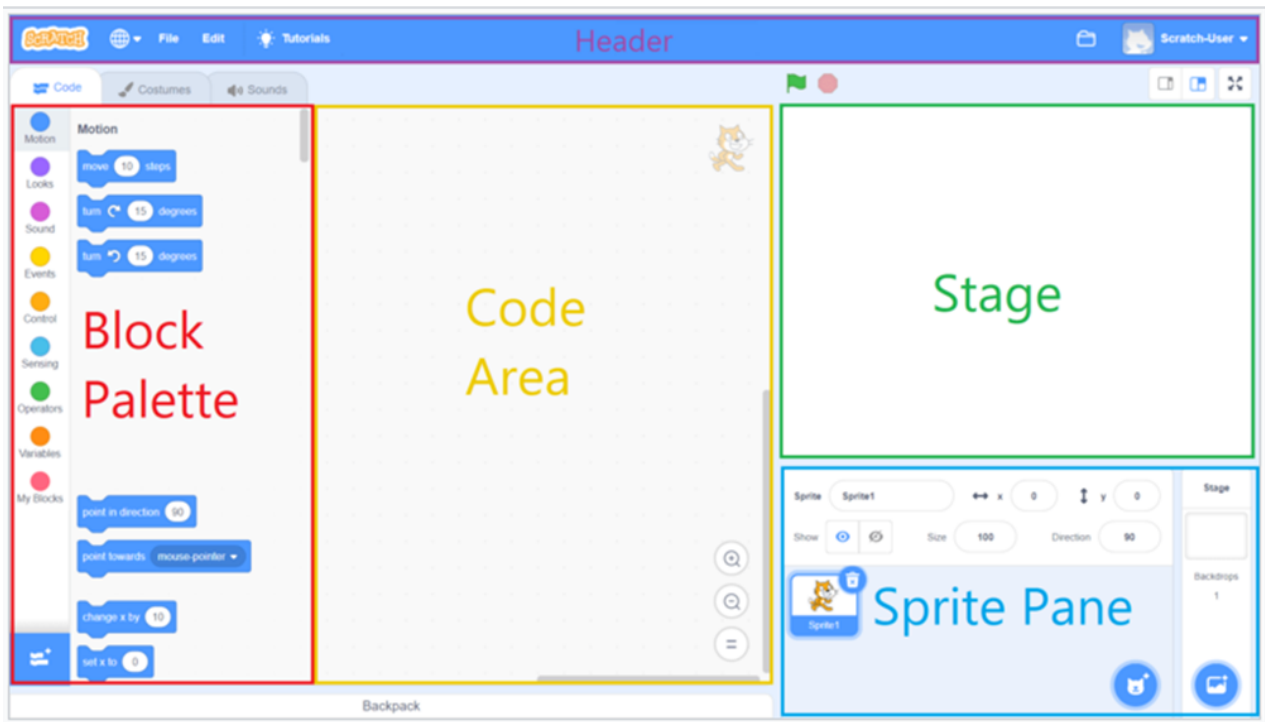 SCRATCH File Edit Tutorials Header Scratch-User
Code Costumes Sounds
Motion
Looks
Sound
Events
Control
Sensing
Operators
Variables
My Blocks
Motion
move 10 steps
turn 15 degrees
turn 15 degrees
Block
Palette
point in direction 90
point towards mouse-pointer
change x by 10
set x to 0
Code
Area
Backpack
Stage
Sprite Sprite1 x 0 y 0
Show Size 100 Direction 90
Sprite1
Sprite Pane
Stage
Backdrops
1